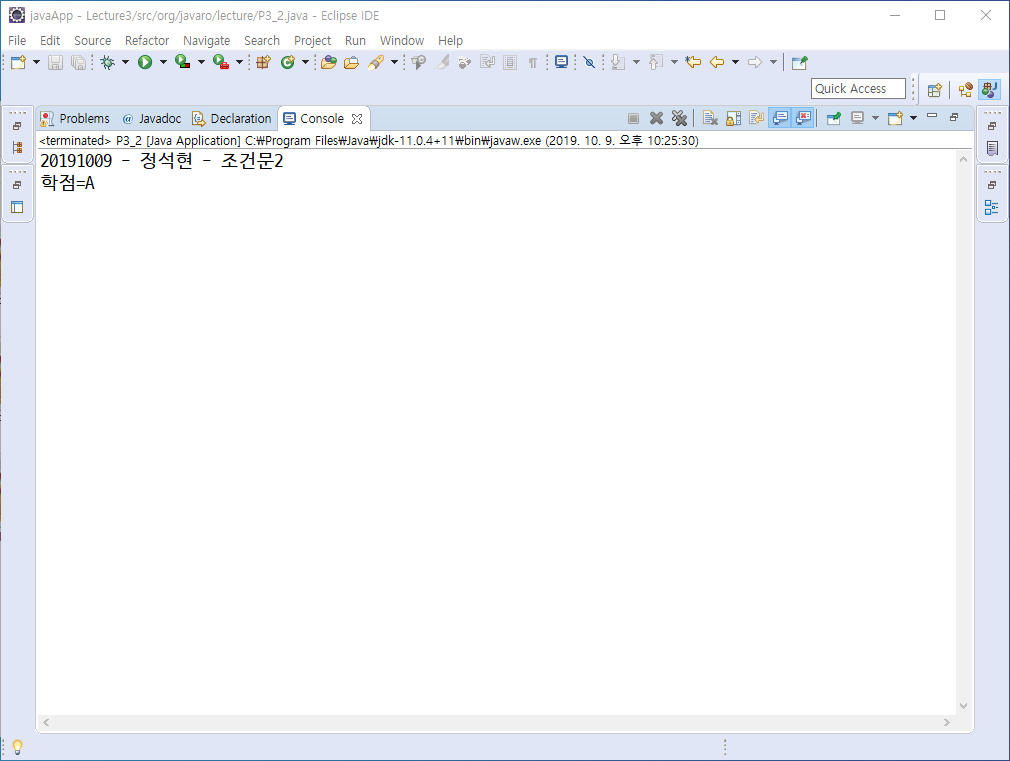 javaApp - Lecture3/src/org/javaro/lecture/P3_2.java - Eclipse IDE
File Edit Source Refactor Navigate Search Project Run Window Help
Quick Access
Problems @ Javadoc Declaration Console
<terminated> P3_2 [Java Application] C:₩Program Files₩Java₩jdk-11.0.4+11₩bin₩javaw.exe (2019. 10. 9. 오후 10:25:30)
20191009 - 정석현 - 조건문2
학점=A